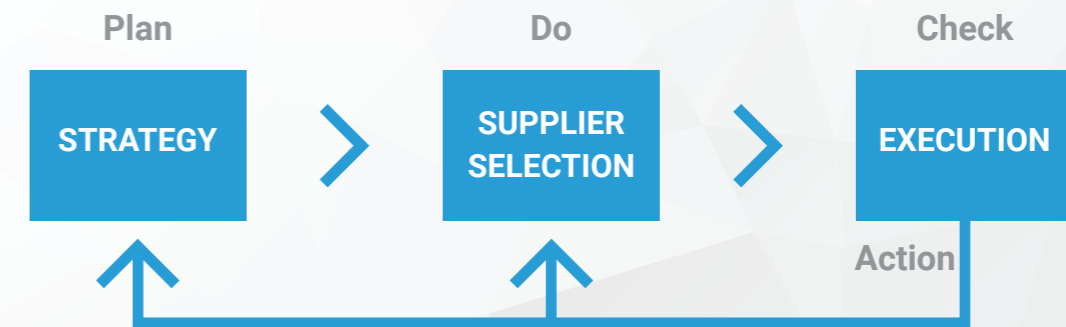 Plan
Do
Check
STRATEGY
SUPPLIER
SELECTION
EXECUTION
Action